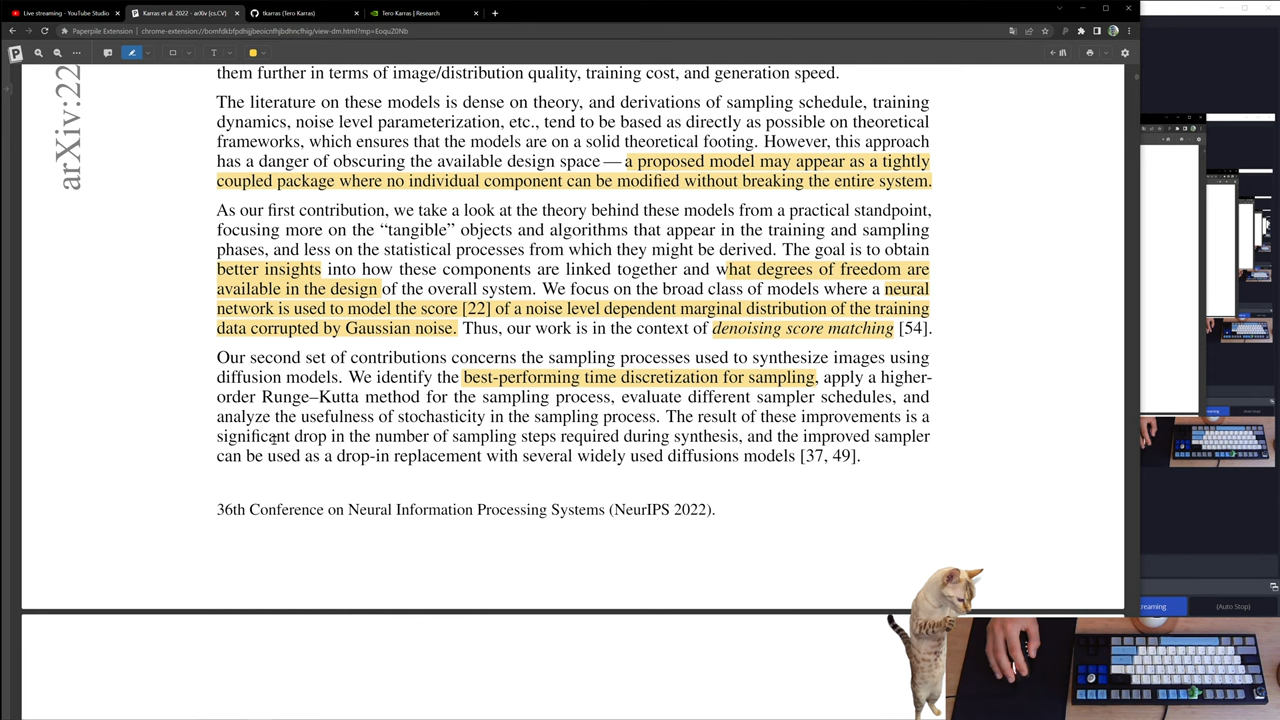 Live streaming - YouTube Studio
Karras et al. 2022 - arXiv [cs.CV]
tkarras (Tero Karras)
Tero Karras | Research
Paperpile Extension | chrome-extension://bomfdkbfpdhijjbeoicnfhjbdhncfhig/view-dm.html?mp=EoquZ0Nb
arXiv:22
them further in terms of image/distribution quality, training cost, and generation speed.
The literature on these models is dense on theory, and derivations of sampling schedule, training
dynamics, noise level parameterization, etc., tend to be based as directly as possible on theoretical
frameworks, which ensures that the models are on a solid theoretical footing. However, this approach
has a danger of obscuring the available design space — a proposed model may appear as a tightly
coupled package where no individual component can be modified without breaking the entire system.
As our first contribution, we take a look at the theory behind these models from a practical standpoint,
focusing more on the “tangible” objects and algorithms that appear in the training and sampling
phases, and less on the statistical processes from which they might be derived. The goal is to obtain
better insights into how these components are linked together and what degrees of freedom are
available in the design of the overall system. We focus on the broad class of models where a neural
network is used to model the score [22] of a noise level dependent marginal distribution of the training
data corrupted by Gaussian noise. Thus, our work is in the context of denoising score matching [54].
Our second set of contributions concerns the sampling processes used to synthesize images using
diffusion models. We identify the best-performing time discretization for sampling, apply a higher-
order Runge–Kutta method for the sampling process, evaluate different sampler schedules, and
analyze the usefulness of stochasticity in the sampling process. The result of these improvements is a
significant drop in the number of sampling steps required during synthesis, and the improved sampler
can be used as a drop-in replacement with several widely used diffusions models [37, 49].
36th Conference on Neural Information Processing Systems (NeurIPS 2022).
reaming
(Auto Stop)